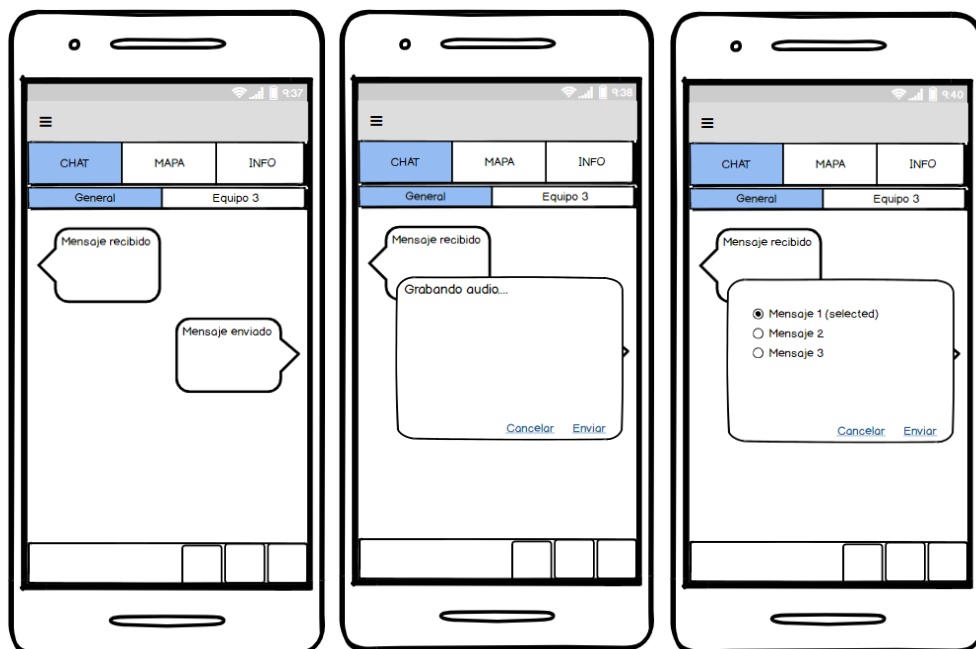 9:37
CHAT MAPA INFO
General Equipo 3
Mensaje recibido
Mensaje enviado
9:38
CHAT MAPA INFO
General Equipo 3
Mensaje recibido
Grabando audio....
Cancelar Enviar
9:40
CHAT MAPA INFO
General Equipo 3
Mensaje recibido
Mensaje 1 (selected)
Mensaje 2
Mensaje 3
Cancelar Enviar